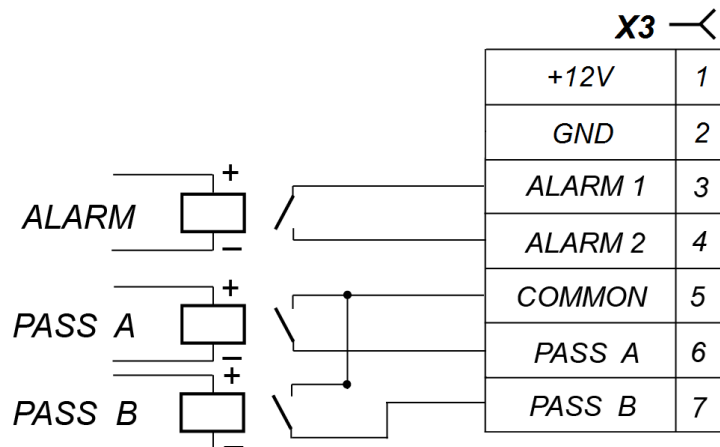 X3
+12V 1
GND 2
ALARM 1 3
ALARM 2 4
COMMON 5
PASS A 6
PASS B 7
+
ALARM
–
+
PASS A
–
+
PASS B
–